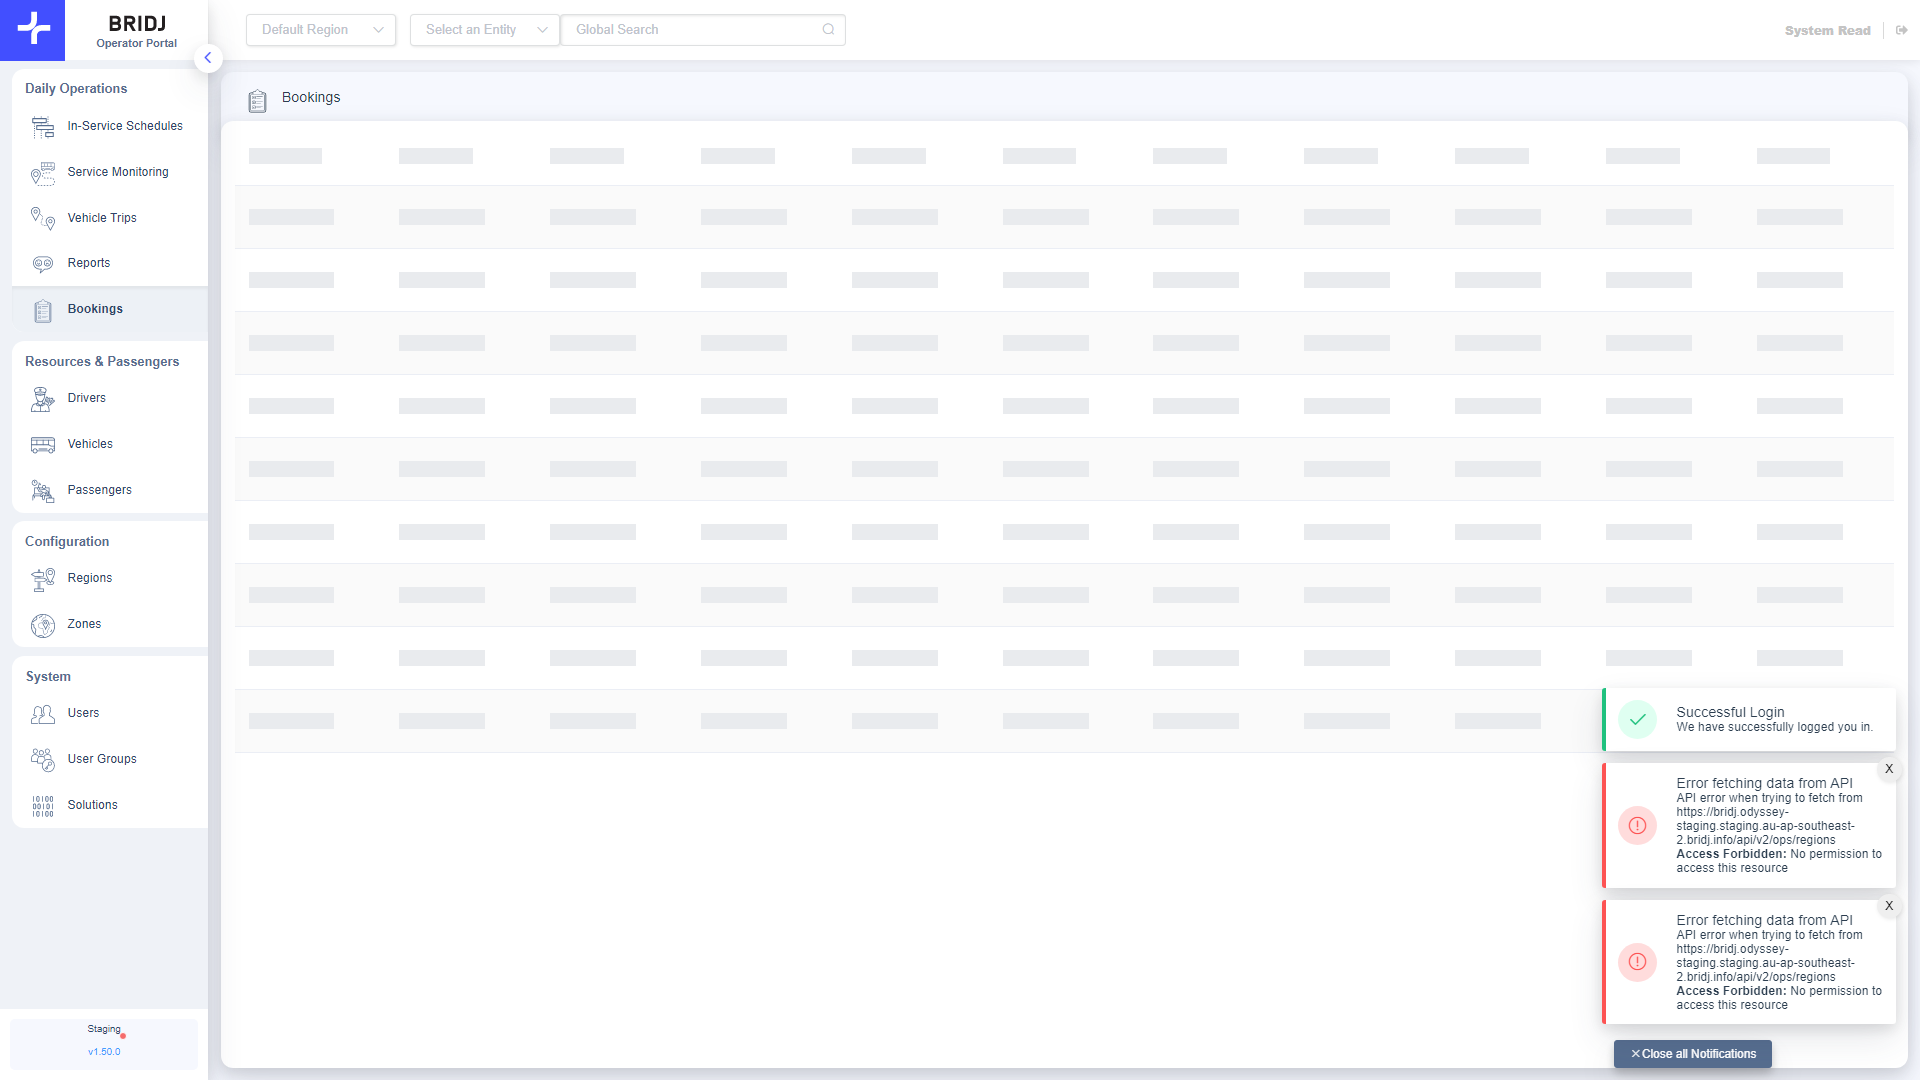 BRIDJ
Operator Portal
Default Region
Select an Entity
Global Search
System Read
Daily Operations
In-Service Schedules
Service Monitoring
Vehicle Trips
Reports
Bookings
Resources & Passengers
Drivers
Vehicles
Passengers
Configuration
Regions
Zones
System
Users
User Groups
Solutions
Staging
v1.50.0
Bookings
Successful Login
We have successfully logged you in.
X
Error fetching data from API
API error when trying to fetch from
https://bridj.odyssey-
staging.staging.au-ap-southeast-
2.bridj.info/api/v2/ops/regions
Access Forbidden: No permission to
access this resource
X
Error fetching data from API
API error when trying to fetch from
https://bridj.odyssey-
staging.staging.au-ap-southeast-
2.bridj.info/api/v2/ops/regions
Access Forbidden: No permission to
access this resource
✕Close all Notifications